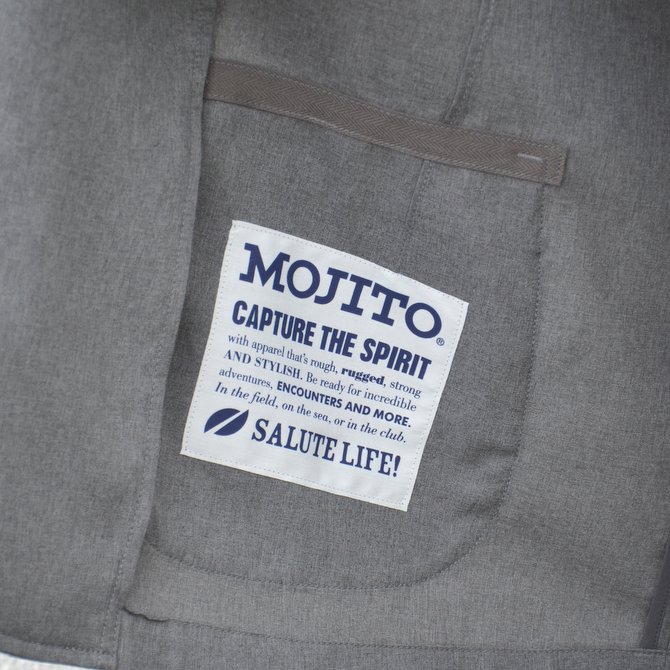 MOJITO®
CAPTURE THE SPIRIT
with apparel that's rough, rugged, strong
AND STYLISH. Be ready for incredible
adventures, ENCOUNTERS AND MORE.
In the field, on the sea, or in the club.
SALUTE LIFE!